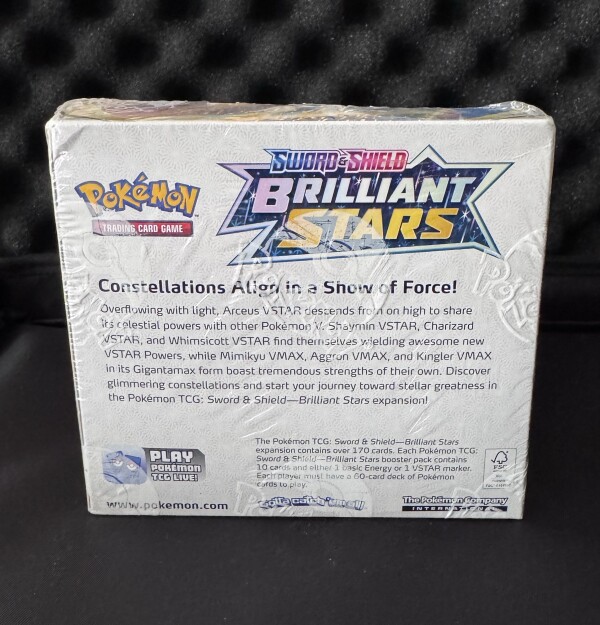 SWORD & SHIELD
POKéMON
TRADING CARD GAME
BRILLIANT
STARS
Constellations Align in a Show of Force!
Overflowing with light, Arceus VSTAR descends from on high to share
its celestial powers with other Pokémon V. Shaymin VSTAR, Charizard
VSTAR, and Whimsicott VSTAR find themselves wielding awesome new
VSTAR Powers, while Mimikyu VMAX, Aggron VMAX, and Kingler VMAX
in its Gigantamax form boast tremendous strengths of their own. Discover
glimmering constellations and start your journey toward stellar greatness in
the Pokémon TCG: Sword & Shield—Brilliant Stars expansion!
PLAY
POKéMON
TCG LIVE!
The Pokémon TCG: Sword & Shield—Brilliant Stars
expansion contains over 170 cards. Each Pokémon TCG:
Sword & Shield—Brilliant Stars booster pack contains
10 cards and either 1 basic Energy or 1 VSTAR marker.
Each player must have a 60-card deck of Pokémon
cards to play.
FSC
www.pokemon.com
Gotta catch 'em all!
The Pokémon Company
INTERNATIONAL